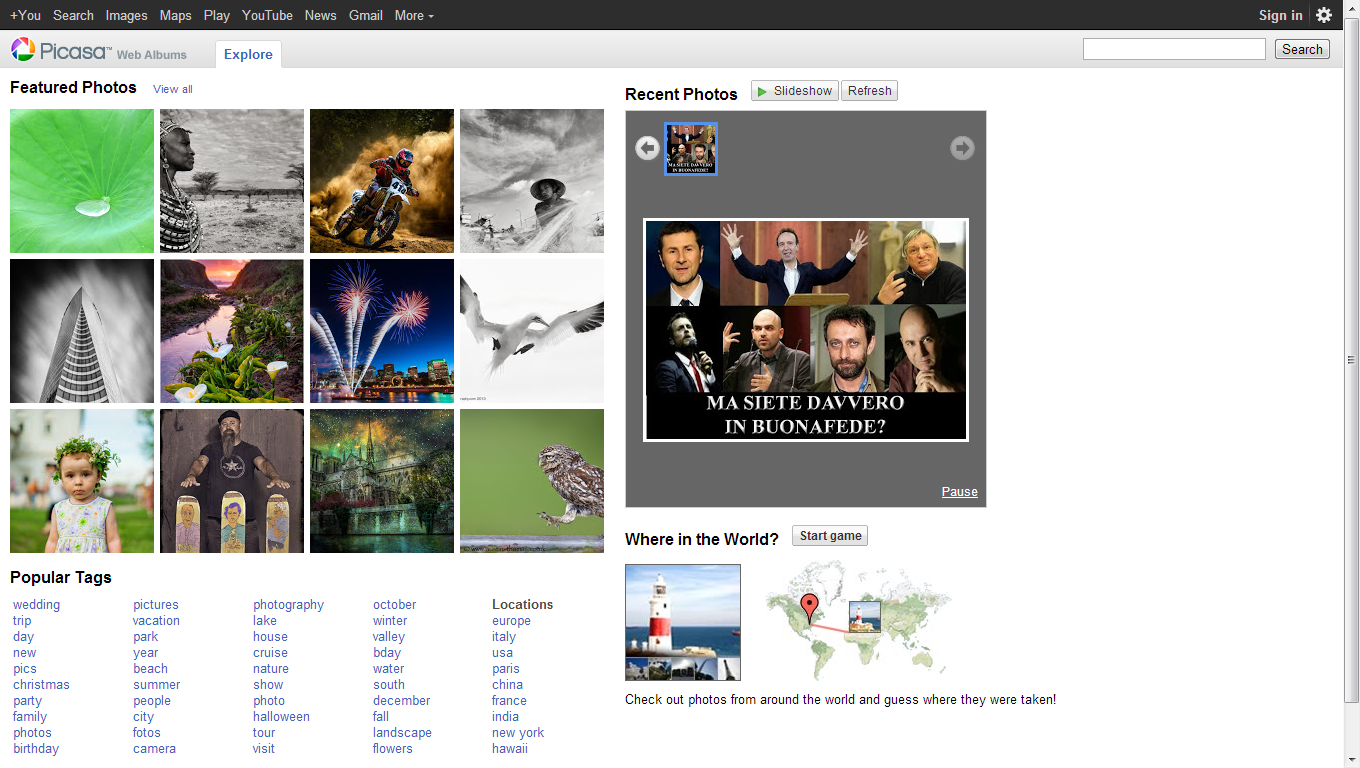 +You Search Images Maps Play YouTube News Gmail More
Sign in
Picasa™ Web Albums
Explore
Search
Featured Photos View all
Recent Photos
Slideshow
Refresh
MA SIETE DAVVERO
IN BUONAFEDE?
MA SIETE DAVVERO
IN BUONAFEDE?
Pause
418
Where in the World?
Start game
Check out photos from around the world and guess where they were taken!
Popular Tags
wedding pictures photography october Locations
trip vacation lake winter europe
day park house valley italy
new year cruise bday usa
pics beach nature water paris
christmas summer show south china
party people photo december france
family city halloween fall india
photos fotos tour landscape new york
birthday camera visit flowers hawaii